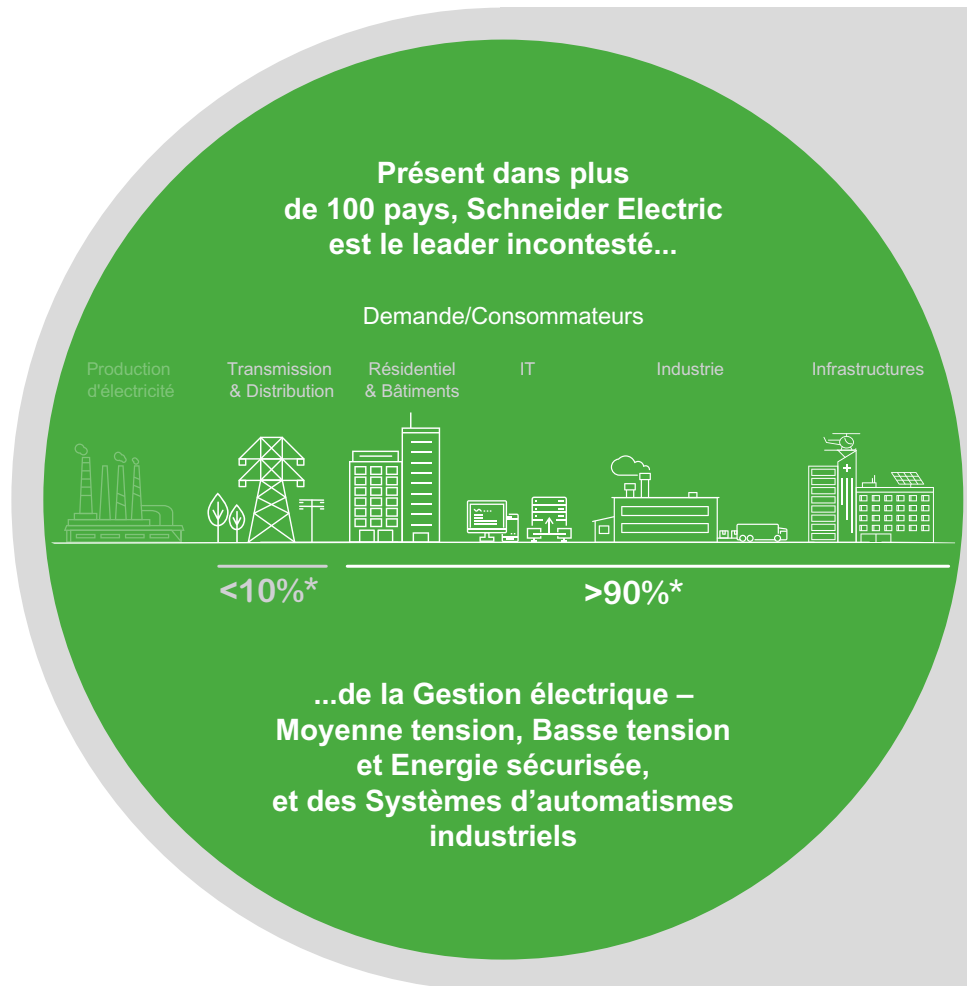 Présent dans plus
de 100 pays, Schneider Electric
est le leader incontesté...
Demande/Consommateurs
Production
d'électricité
Transmission
& Distribution
Résidentiel
& Bâtiments
IT
Industrie
Infrastructures
<10%*
>90%*
...de la Gestion électrique –
Moyenne tension, Basse tension
et Energie sécurisée,
et des Systèmes d’automatismes
industriels